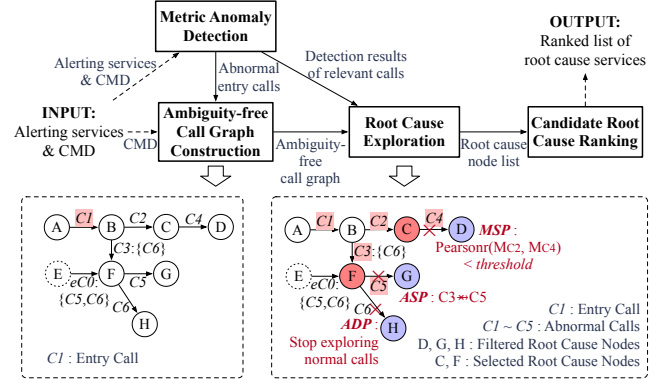 Metric Anomaly
Detection
OUTPUT:
Ranked list of
root cause services
Alerting services
& CMD
Abnormal
entry calls
Detection results
of relevant calls
INPUT:
Alerting services
& CMD
CMD
Ambiguity-free
Call Graph
Construction
Ambiguity-
free
call graph
Root Cause
Exploration
Root cause
node list
Candidate Root
Cause Ranking
A
C1
B
C2
C
C4
D
C3:{C6}
E
eC0:
{C5,C6}
F
C5
G
C6
H
C1 : Entry Call
A
C1
B
C2
C
C4
D
MSP :
Pearsonr(MC2, MC4)
< threshold
C3:{C6}
E
eC0:
{C5,C6}
F
C5
G
ASP : C3⇸C5
C6
H
ADP :
Stop exploring
normal calls
C1 : Entry Call
C1 ~ C5 : Abnormal Calls
D, G, H : Filtered Root Cause Nodes
C, F : Selected Root Cause Nodes